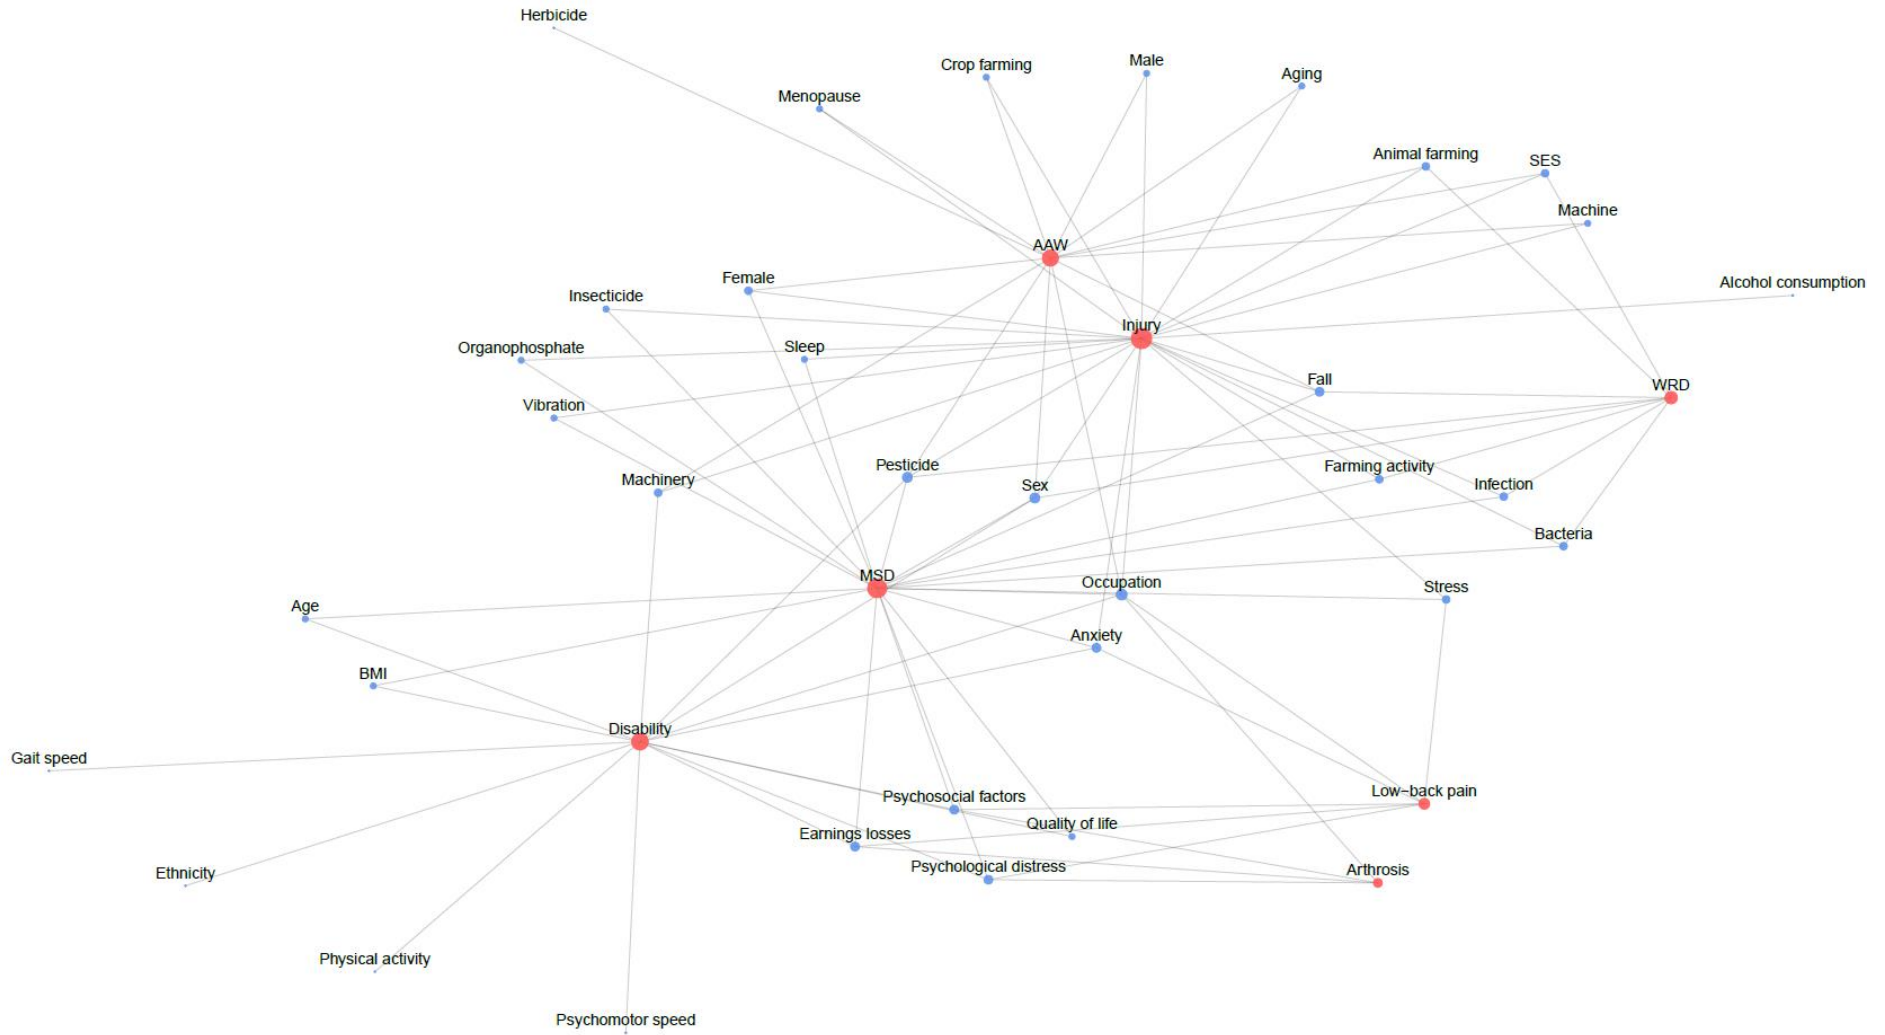 Herbicide
Crop farming
Male
Aging
Menopause
Animal farming
SES
Machine
AAW
Female
Alcohol consumption
Insecticide
Injury
Organophosphate
Sleep
Fall
WRD
Vibration
Pesticide
Farming activity
Machinery
Sex
Infection
Bacteria
MSD
Occupation
Stress
Age
Anxiety
BMI
Disability
Gait speed
Low-back pain
Psychosocial factors
Quality of life
Earnings losses
Psychological distress
Arthrosis
Ethnicity
Physical activity
Psychomotor speed